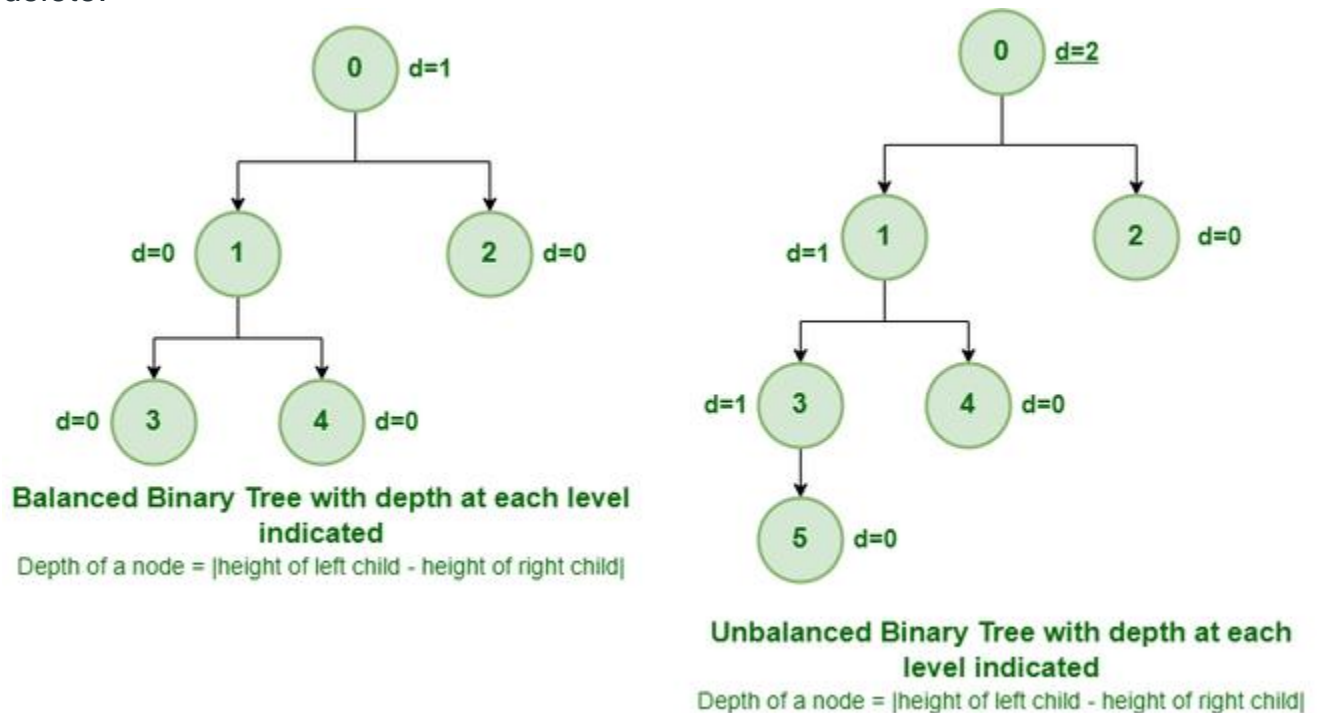 0 d=1
d=0 1 2 d=0
d=0 3 4 d=0
Balanced Binary Tree with depth at each level
indicated
Depth of a node = |height of left child - height of right child|
0 d=2
d=1 1 2 d=0
d=1 3 4 d=0
5 d=0
Unbalanced Binary Tree with depth at each
level indicated
Depth of a node = |height of left child - height of right child|